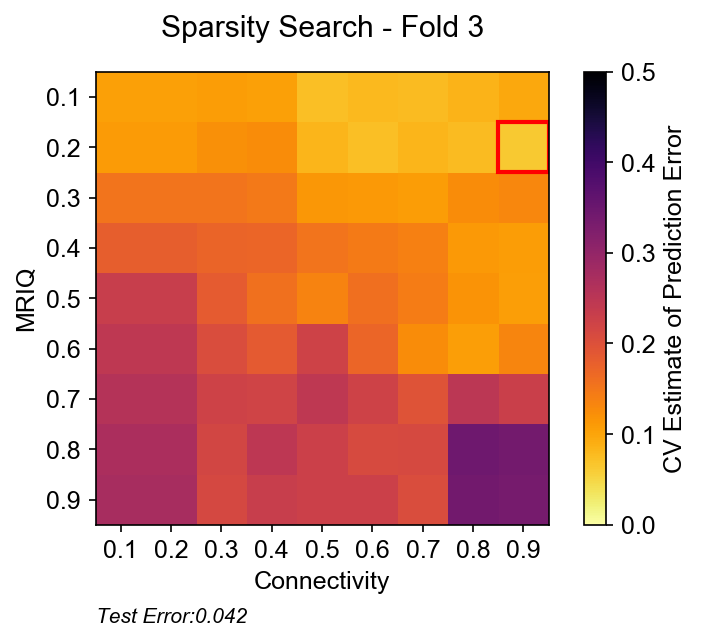 Sparsity Search - Fold 3
MRIQ
0.1
0.2
0.3
0.4
0.5
0.6
0.7
0.8
0.9
0.1 0.2 0.3 0.4 0.5 0.6 0.7 0.8 0.9
Connectivity
Test Error:0.042
0.5
0.4
0.3
0.2
0.1
0.0
CV Estimate of Prediction Error